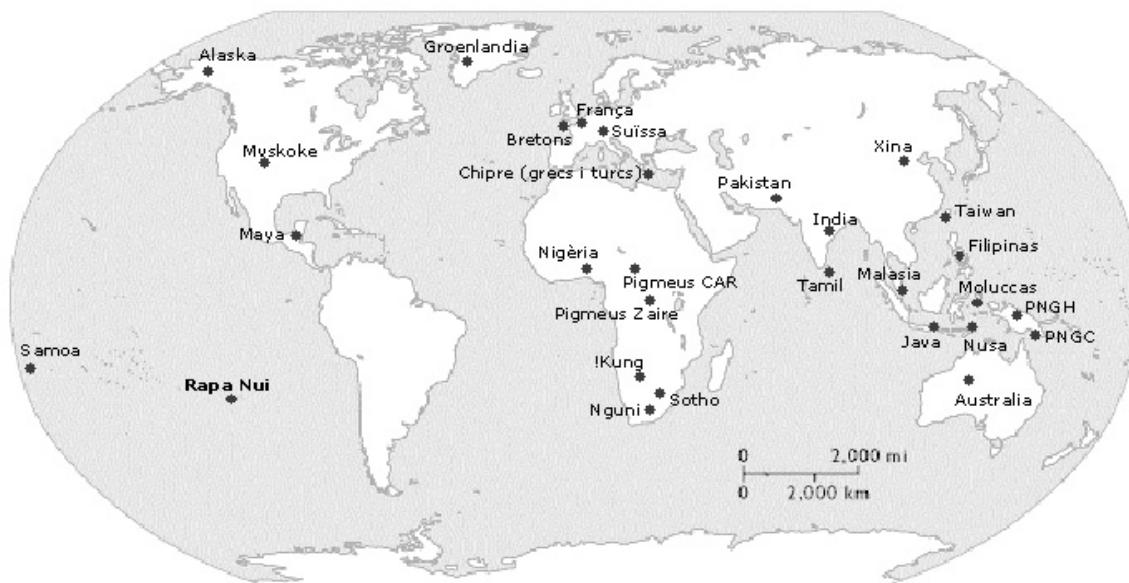 Groenlandia
Alaska
França
Bretons
Suïssa
Mvskoke
Xina
Chipre (grecs i turcs)
Pakistan
Taiwan
India
Maya
Filipinas
Nigèria
Pigmeus CAR
Tamil
Malasia
Moluccas
Pigmeus Zaire
PNGH
Java
Nusa
PNGC
Samoa
!Kung
Rapa Nui
Sotho
Australia
Nguni
0 2,000 mi
0 2,000 km